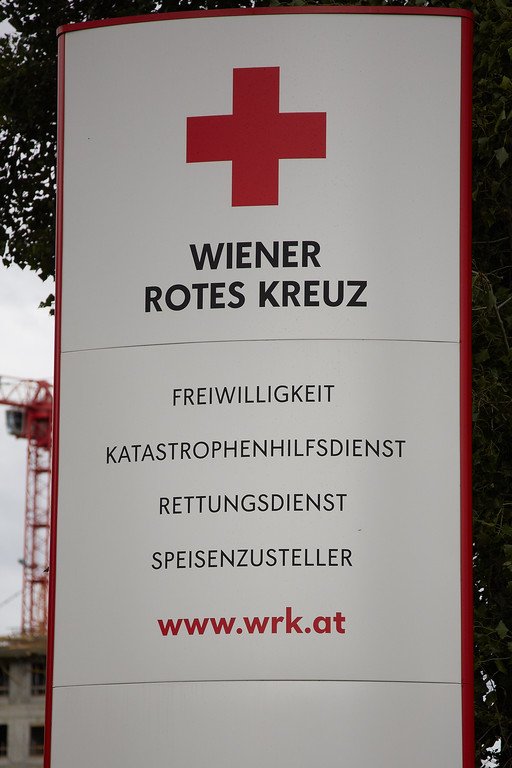 WIENER
ROTES KREUZ
FREIWILLIGKEIT
KATASTROPHENHILFSDIENST
RETTUNGSDIENST
SPEISENZUSTELLER
www.wrk.at